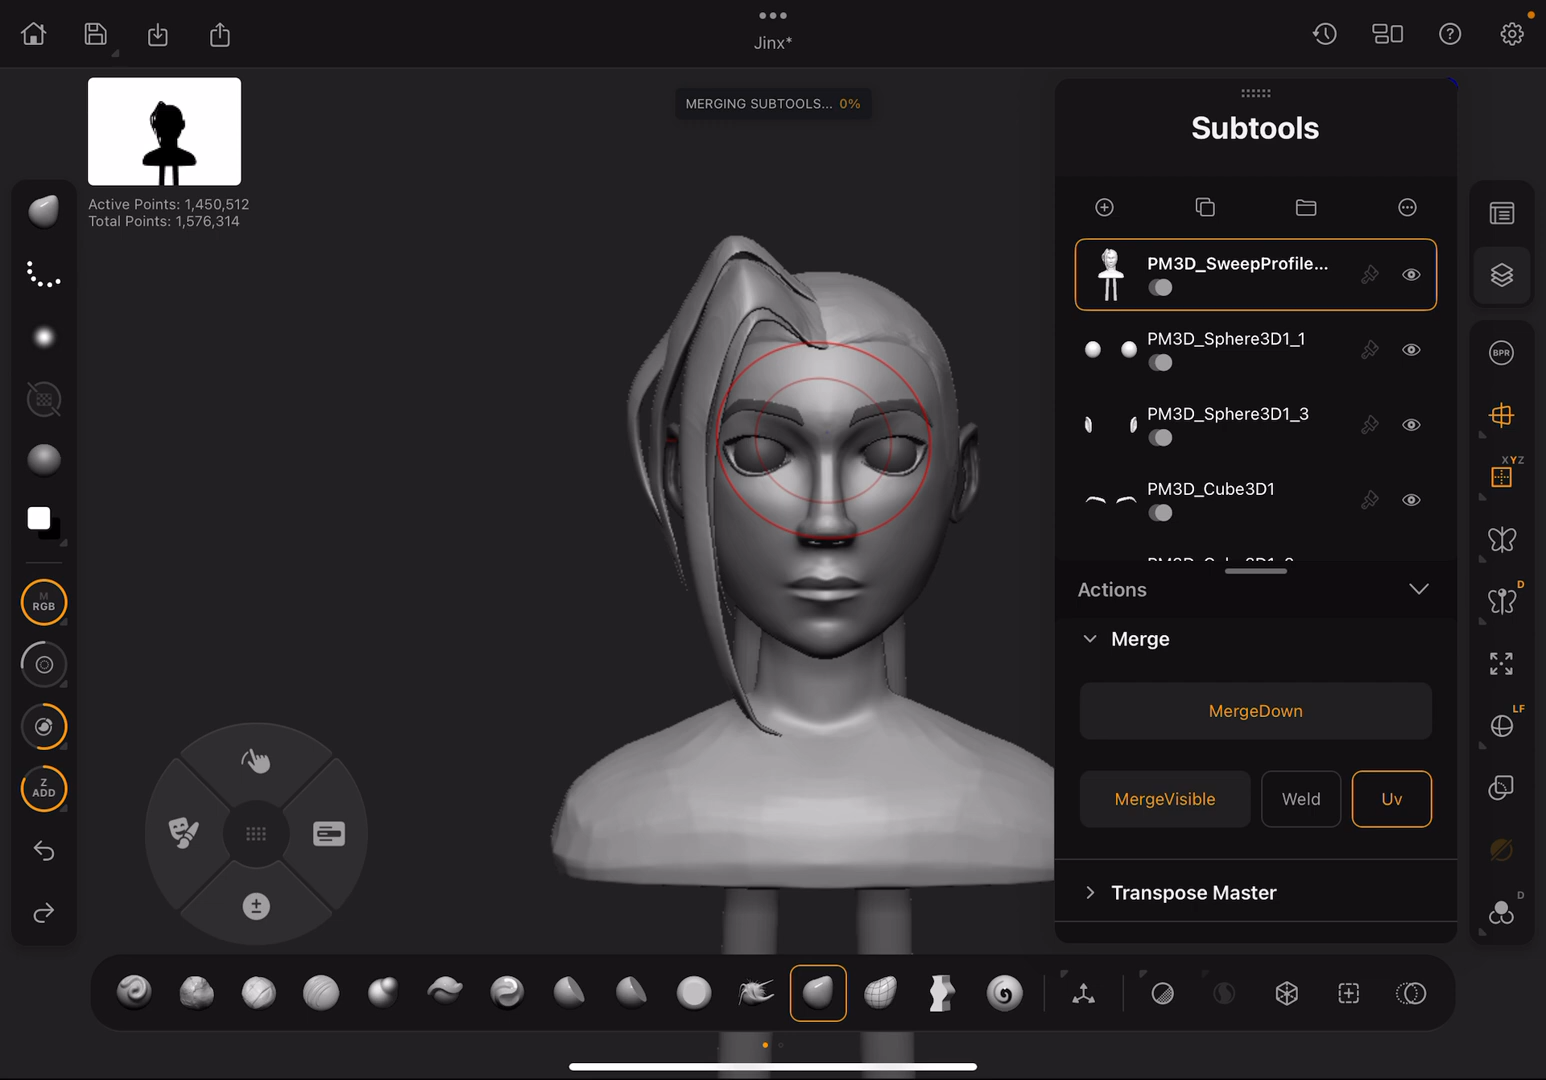 Jinx*
MERGING SUBTOOLS... 0%
Subtools
Active Points: 1,450,512
Total Points: 1,576,314
PM3D_SweepProfile...
PM3D_Sphere3D1_1
BPR
PM3D_Sphere3D1_3
XYZ
PM3D_Cube3D1
Actions
D
M
RGB
Merge
MergeDown
LF
Z
ADD
MergeVisible
Weld
Uv
Transpose Master
D